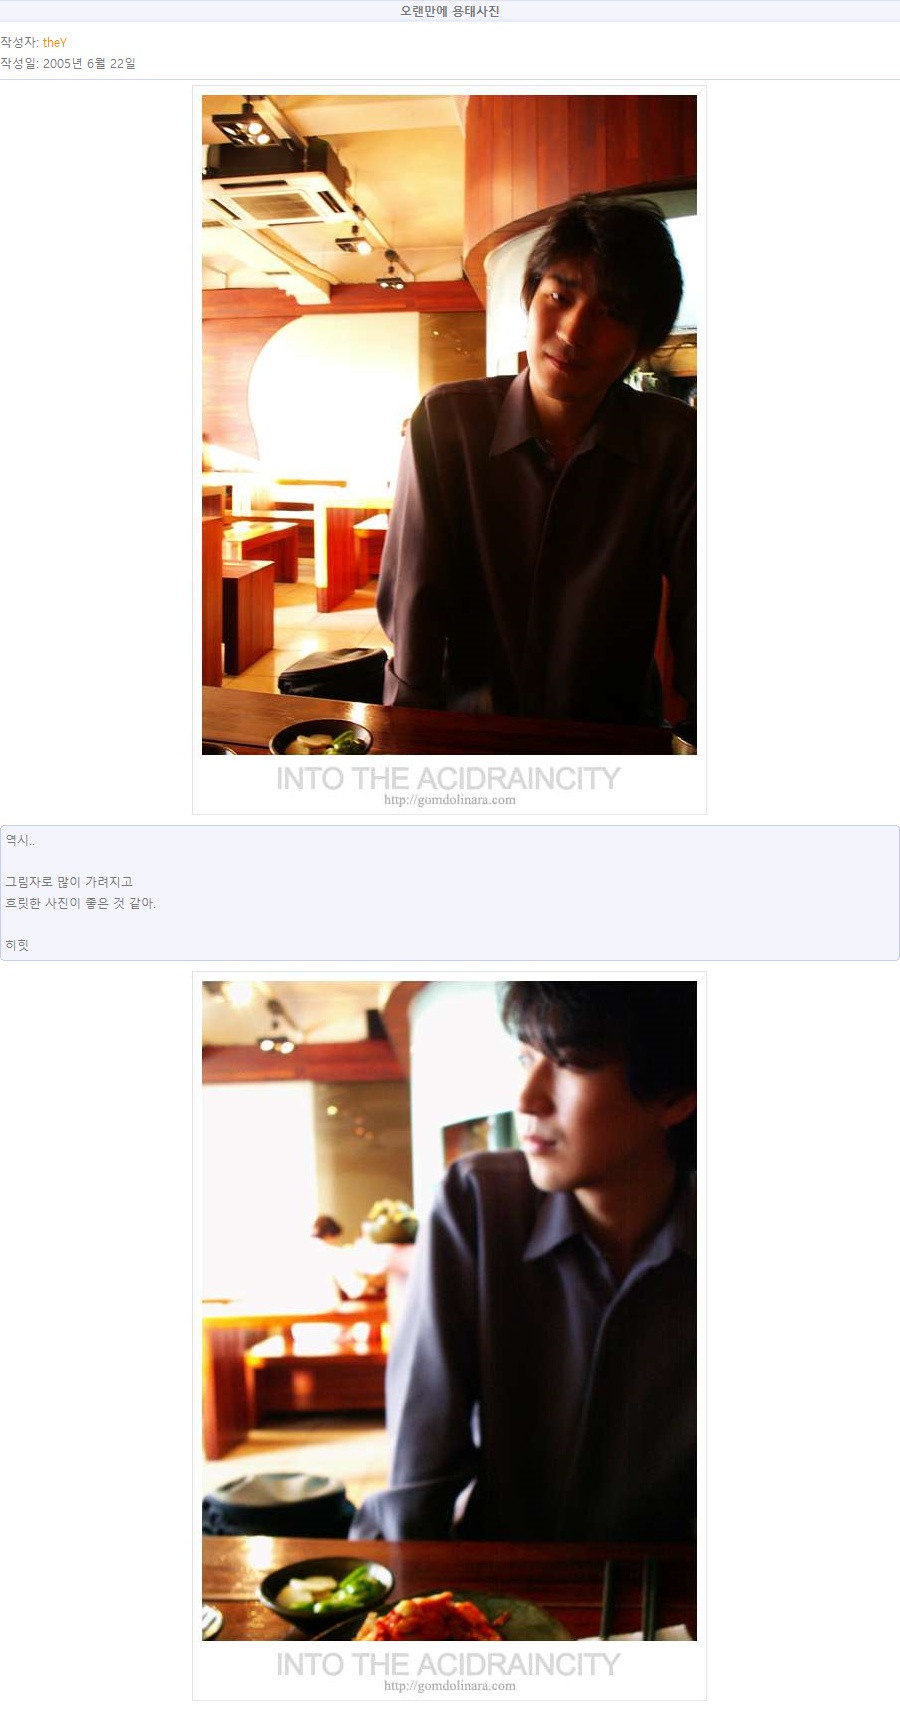 오랜만에 용태사진
작성자: theY
작성일: 2005년 6월 22일
INTO THE ACIDRAINCITY
http://gomdolinara.com
역시..
그림자로 많이 가려지고
흐릿한 사진이 좋은 것 같아.
히힛
INTO THE ACIDRAINCITY
http://gomdolinara.com